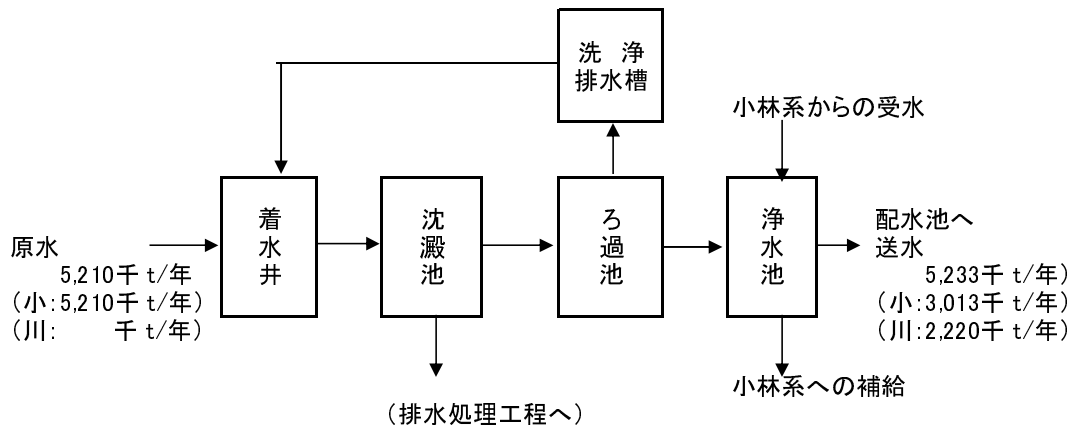 洗　浄
排水槽
小林系からの受水
着水井
沈澱池
ろ過池
浄水池
原水
5,210千 t/年
（小：5,210千 t/年）
（川：　　千 t/年）
配水池へ
送水
5,233千 t/年）
（小：3,013千 t/年）
（川：2,220千 t/年）
小林系への補給
（排水処理工程へ）